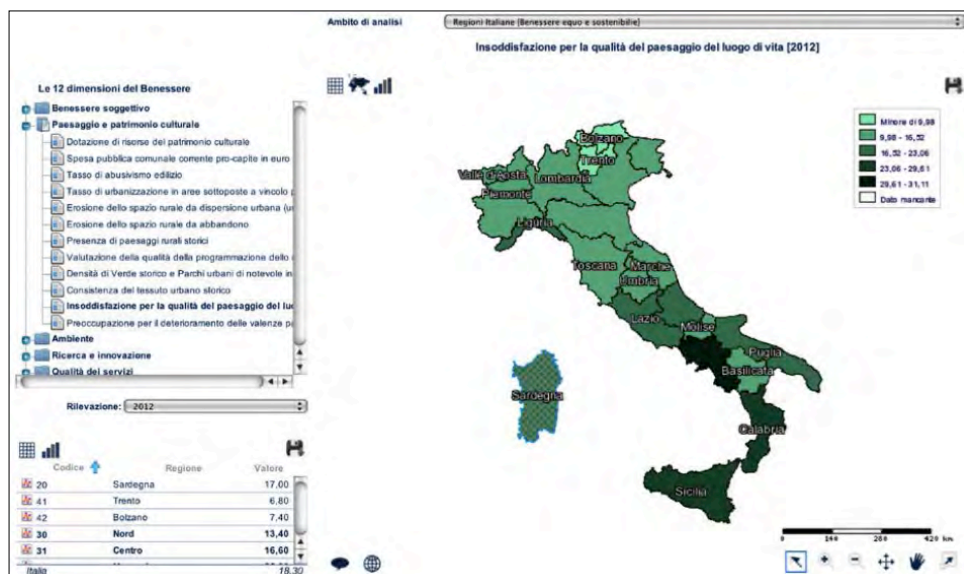 Ambito di analisi
Regioni Italiane [Benessere equo e sostenibile]
Insoddisfazione per la qualità del paesaggio del luogo di vita [2012]
Le 12 dimensioni del Benessere
Benessere soggettivo
Paesaggio e patrimonio culturale
Dotazione di risorse del patrimonio culturale
Spesa pubblica comunale corrente pro-capite in euro
Tasso di abusivismo edilizio
Tasso di urbanizzazione in aree sottoposte a vincolo p
Erosione dello spazio rurale da dispersione urbana (u
Erosione dello spazio rurale da abbandono
Presenza di paesaggi rurali storici
Valutazione della qualità della programmazione dello
Densità di Verde storico e Parchi urbani di notevole in
Consistenza del tessuto urbano storico
Insoddisfazione per la qualità del paesaggio del luo
Preoccupazione per il deterioramento delle valenze pa
Ambiente
Ricerca e innovazione
Qualità dei servizi
Rilevazione: 2012
Codice Regione Valore
20 Sardegna 17,00
41 Trento 6,80
42 Bolzano 7,40
30 Nord 13,40
31 Centro 16,60
Italia 18,30
Minore di 9,98
9,98 - 16,52
16,52 - 23,06
23,06 - 29,61
29,61 - 31,11
Dato mancante
Bolzano
Trento
Valle d'Aosta
Lombardia
Piemonte
Liguria
Toscana
Marche
Umbria
Lazio
Molise
Puglia
Basilicata
Sardegna
Calabria
Sicilia
0 140 280 420 km